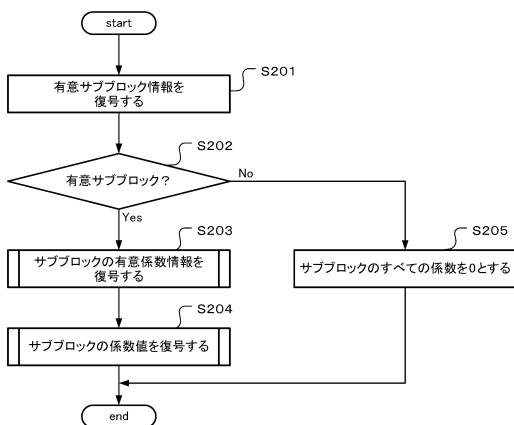 start
有意サブブロック情報を
復号する
S201
有意サブブロック？
S202
No
Yes
サブブロックの有意係数情報を
復号する
S203
サブブロックのすべての係数を0とする
S205
サブブロックの係数値を復号する
S204
end